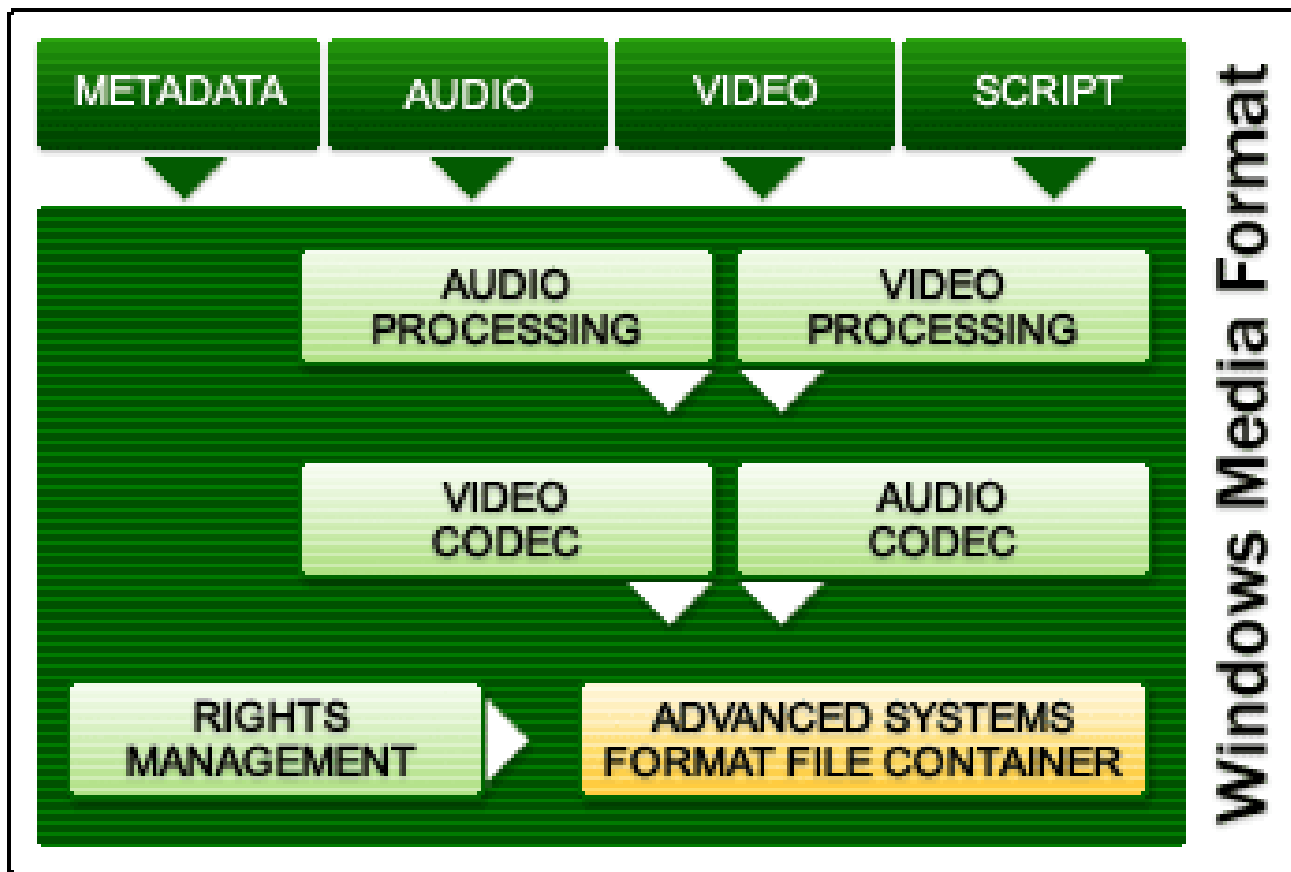 METADATA
AUDIO
VIDEO
SCRIPT
AUDIO
PROCESSING
VIDEO
PROCESSING
VIDEO
CODEC
AUDIO
CODEC
RIGHTS
MANAGEMENT
ADVANCED SYSTEMS
FORMAT FILE CONTAINER
Windows Media Format